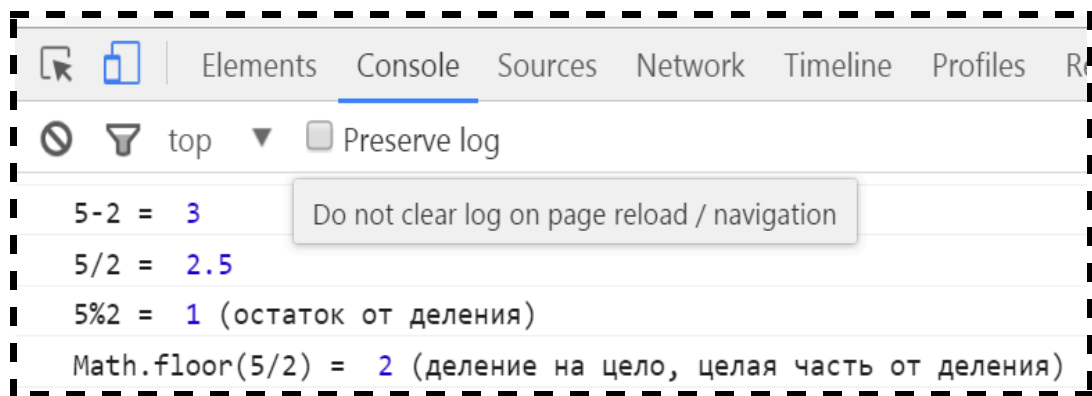 Elements Console Sources Network Timeline Profiles
top ▼ Preserve log
5-2 = 3
Do not clear log on page reload / navigation
5/2 = 2.5
5%2 = 1 (остаток от деления)
Math.floor(5/2) = 2 (деление на цело, целая часть от деления)